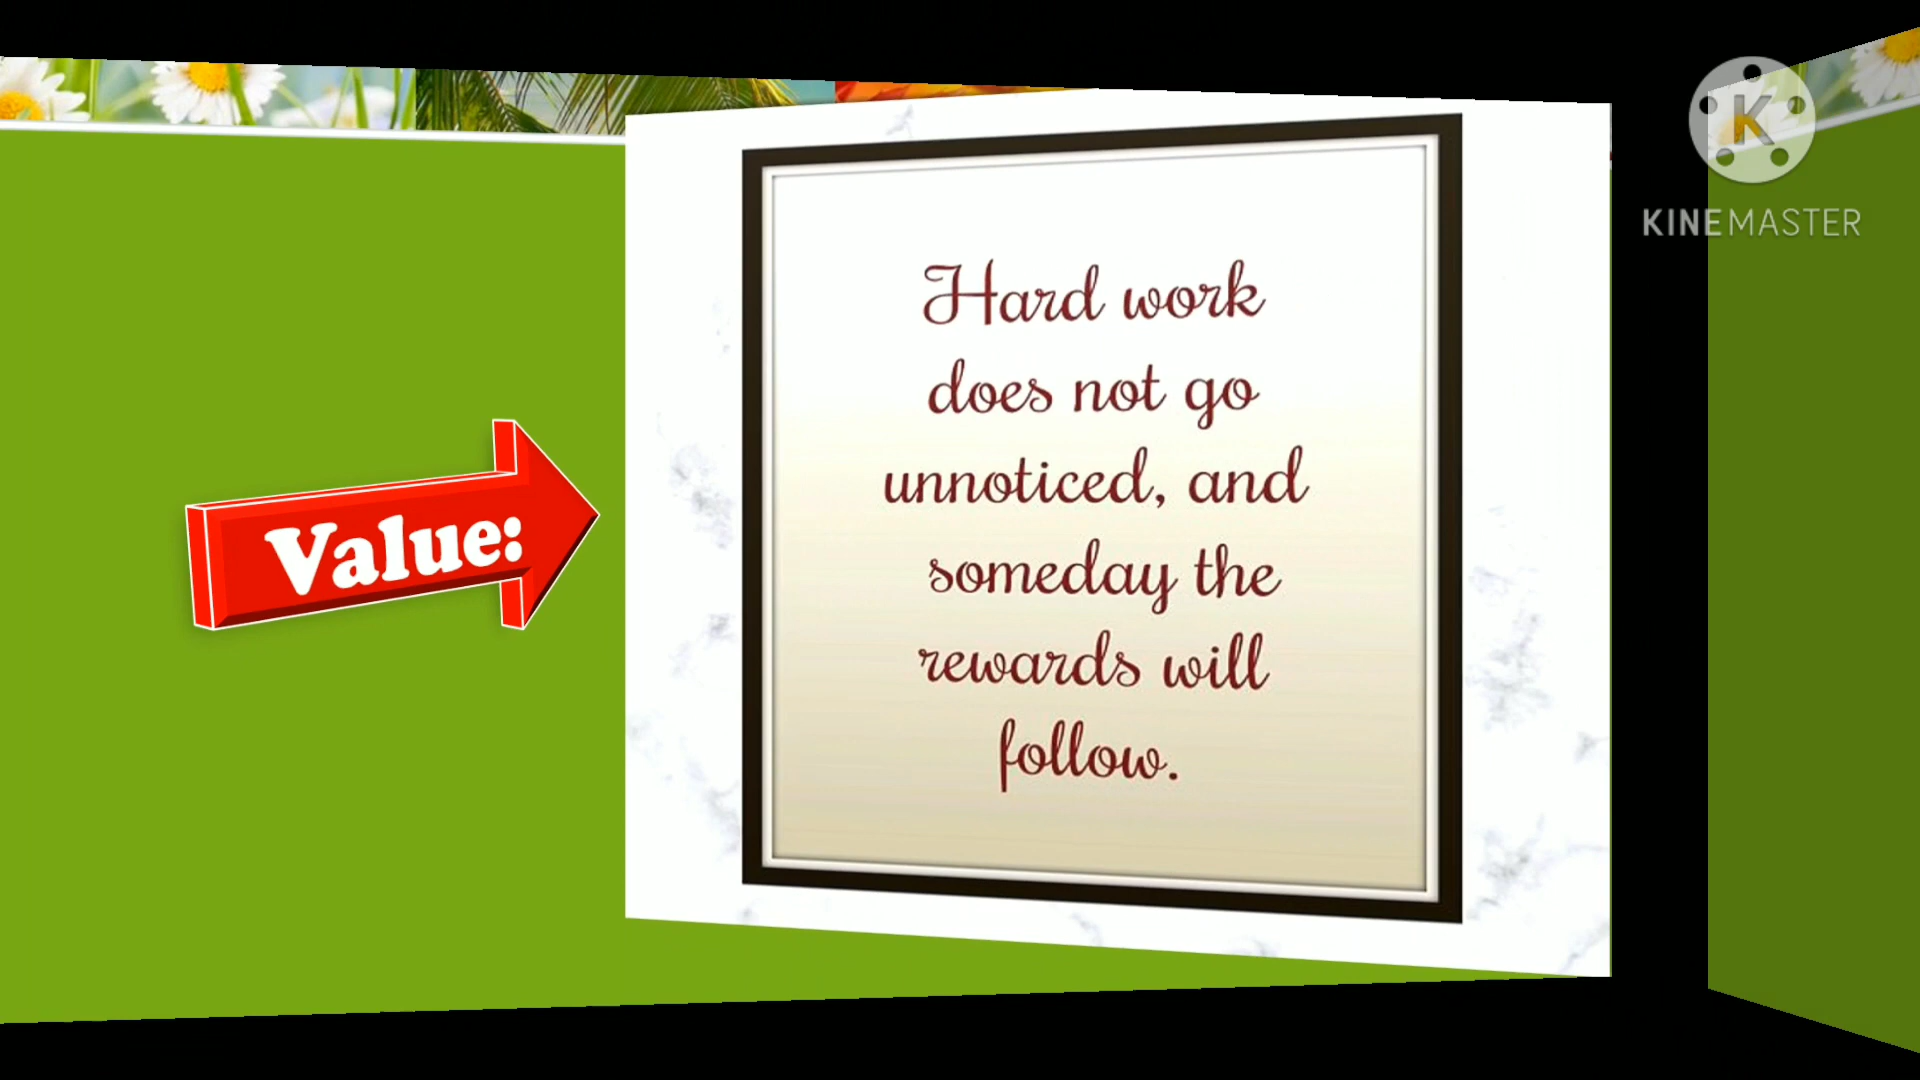 Value:
Hard work
does not go
unnoticed, and
someday the
rewards will
follow.
K
KINEMASTER